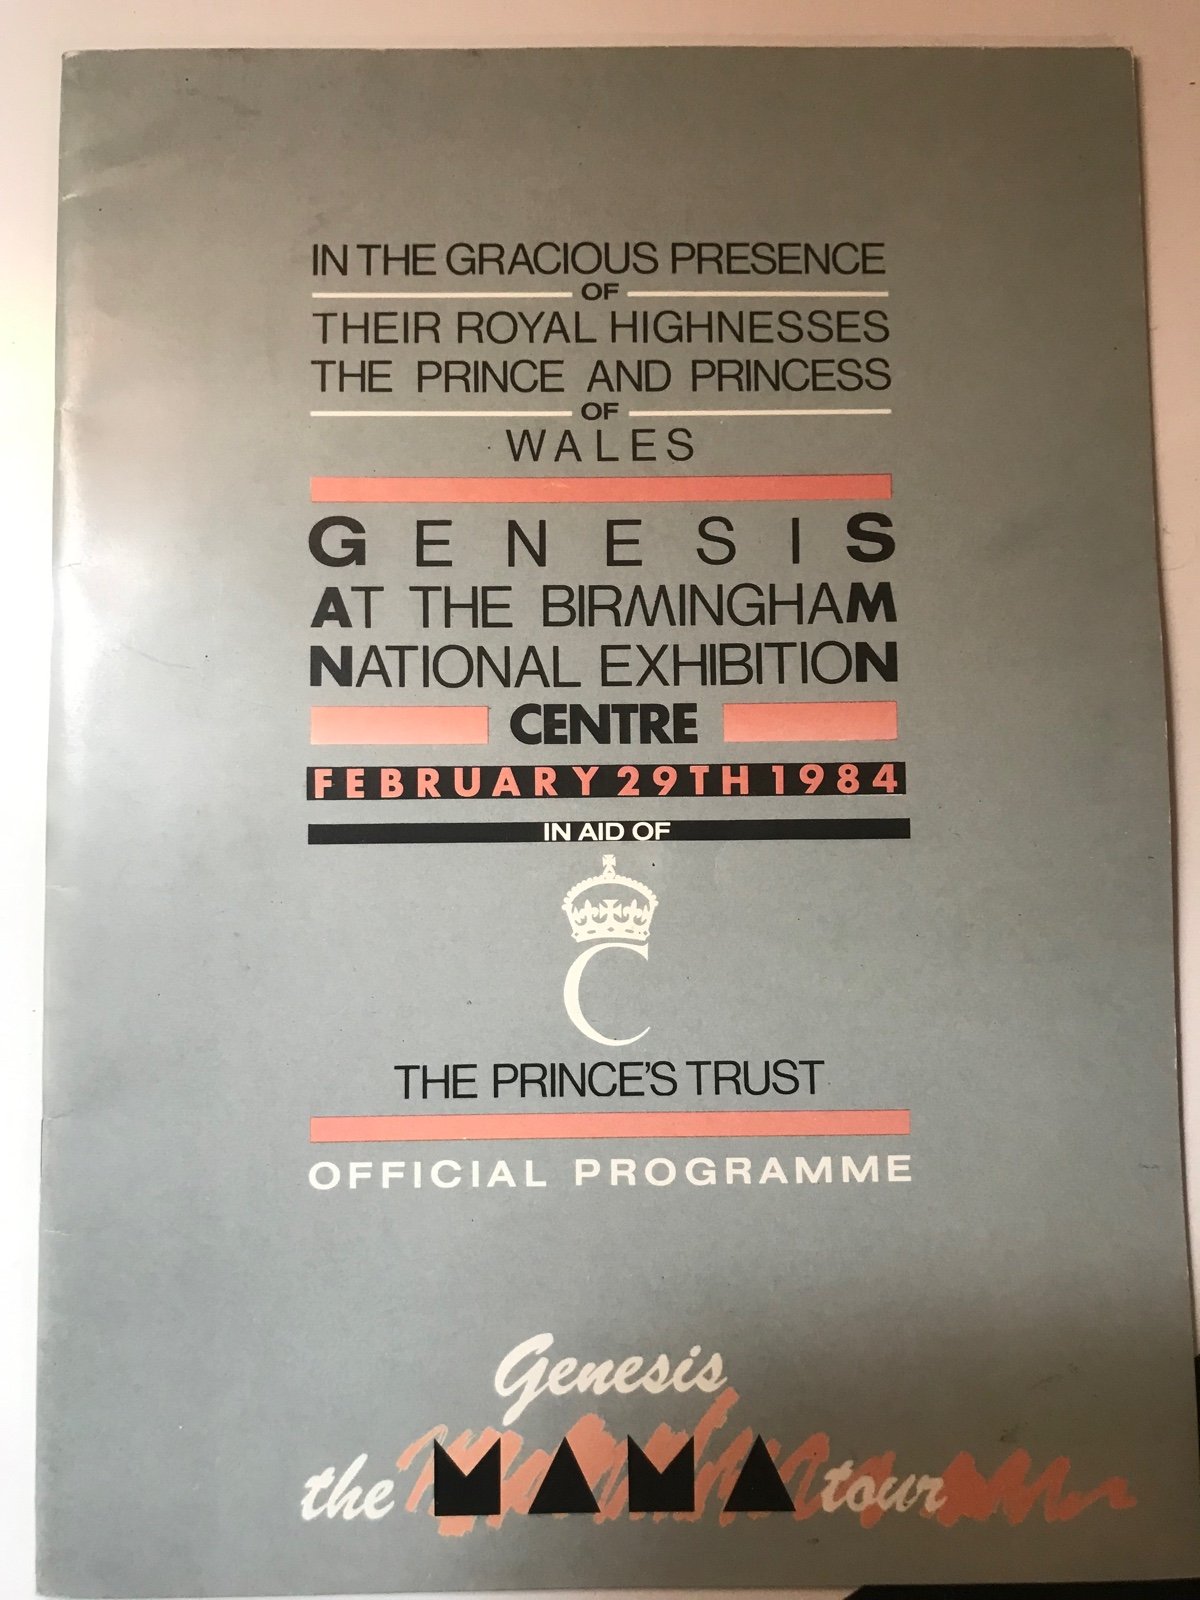 IN THE GRACIOUS PRESENCE
OF
THEIR ROYAL HIGHNESSES
THE PRINCE AND PRINCESS
OF
WALES
GENESIS
AT THE BIRMINGHAM
NATIONAL EXHIBITION
CENTRE
FEBRUARY 29TH 1984
IN AID OF
C
THE PRINCE'S TRUST
OFFICIAL PROGRAMME
Genesis
the MAMA tour